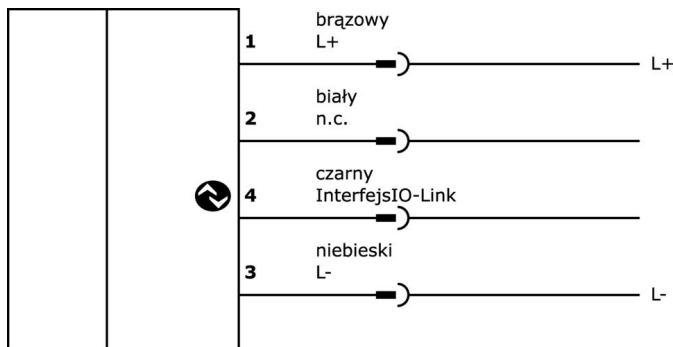 brązowy
1 L+
L+
biały
2 n.c.
czarny
4 InterfejsIO-Link
niebieski
3 L-
L-